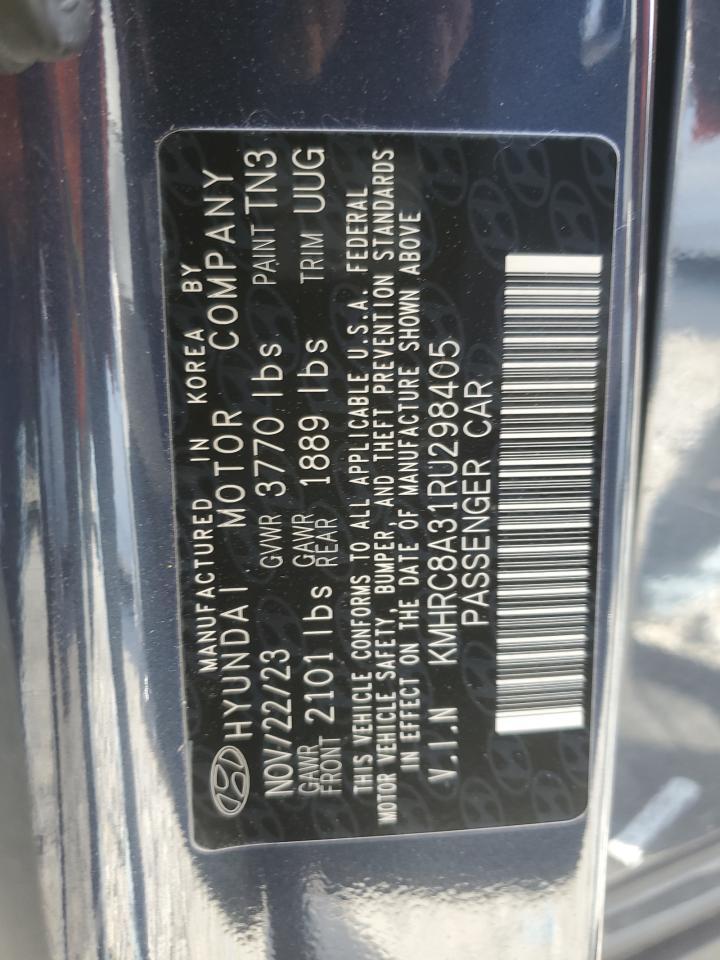 MANUFACTURED IN KOREA BY
HYUNDAI MOTOR COMPANY
NOV/22/23 GVWR 3770 lbs PAINT TN3
GAWR FRONT 2101 lbs GAWR REAR 1889 lbs TRIM UUG
THIS VEHICLE CONFORMS TO ALL APPLICABLE U.S.A. FEDERAL
MOTOR VEHICLE SAFETY, BUMPER, AND THEFT PREVENTION STANDARDS
IN EFFECT ON THE DATE OF MANUFACTURE SHOWN ABOVE
V.I.N KMHRC8A31RU298405
PASSENGER CAR